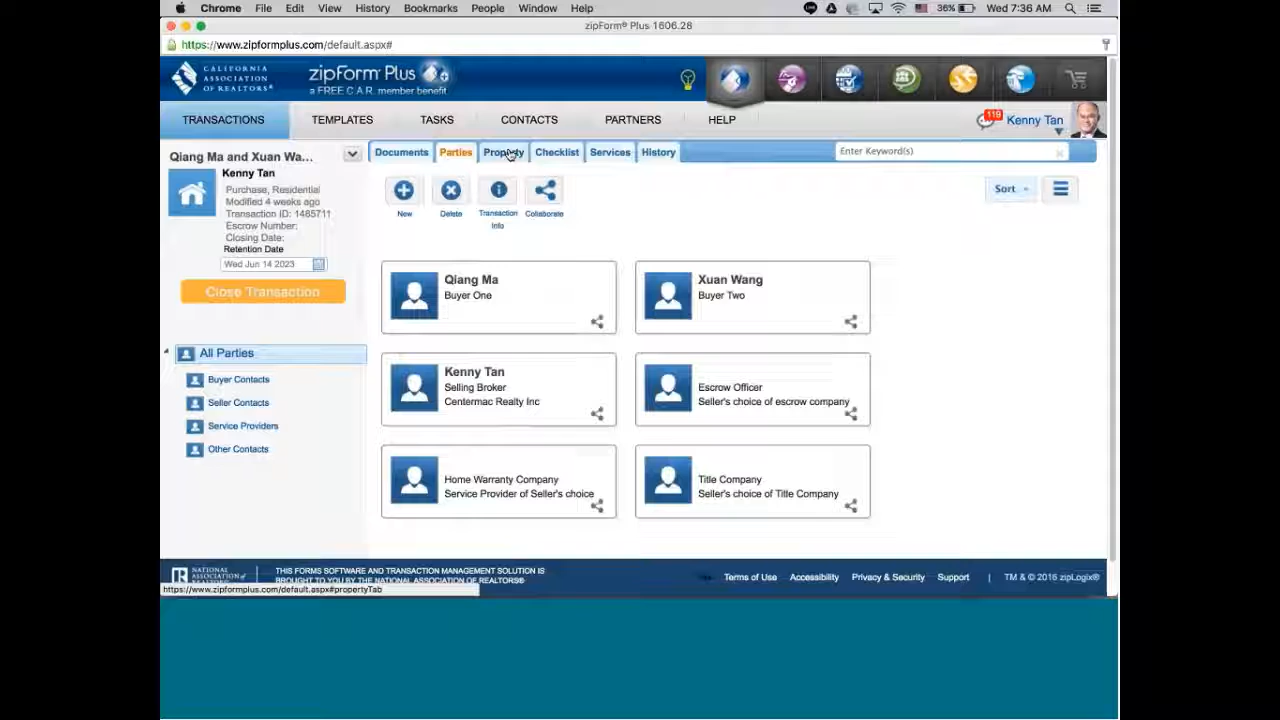 Chrome File Edit View History Bookmarks People Window Help 36% Wed 7:36 AM
zipForm® Plus 1606.28
https://www.zipformplus.com/default.aspx#
CALIFORNIA
ASSOCIATION
OF REALTORS®
zipForm® Plus
a FREE C.A.R. member benefit
TRANSACTIONS TEMPLATES TASKS CONTACTS PARTNERS HELP 119 Kenny Tan
Qiang Ma and Xuan Wa...
Kenny Tan
Purchase, Residential
Modified 4 weeks ago
Transaction ID: 1485711
Escrow Number:
Closing Date:
Retention Date
Wed Jun 14 2023
Close Transaction
All Parties
Buyer Contacts
Seller Contacts
Service Providers
Other Contacts
Documents Parties Property Checklist Services History Enter Keyword(s)
New Delete Transaction Info Collaborate Sort
Qiang Ma
Buyer One
Xuan Wang
Buyer Two
Kenny Tan
Selling Broker
Centermac Realty Inc
Escrow Officer
Seller's choice of escrow company
Home Warranty Company
Service Provider of Seller's choice
Title Company
Seller's choice of Title Company
NATIONAL
ASSOCIATION of
THIS FORMS SOFTWARE AND TRANSACTION MANAGEMENT SOLUTION IS
BROUGHT TO YOU BY THE NATIONAL ASSOCIATION OF REALTORS®
Terms of Use Accessibility Privacy & Security Support | TM & © 2016 zipLogix®
https://www.zipformplus.com/default.aspx#propertyTab